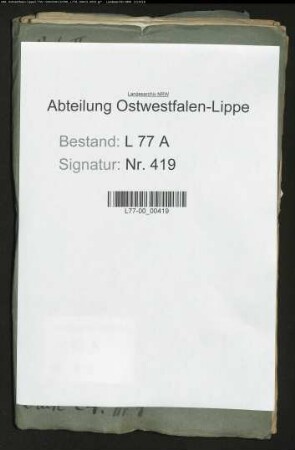 Landesarchiv NRW
Abteilung Ostwestfalen-Lippe
Bestand: L 77 A
Signatur: Nr. 419
L77-00_00419